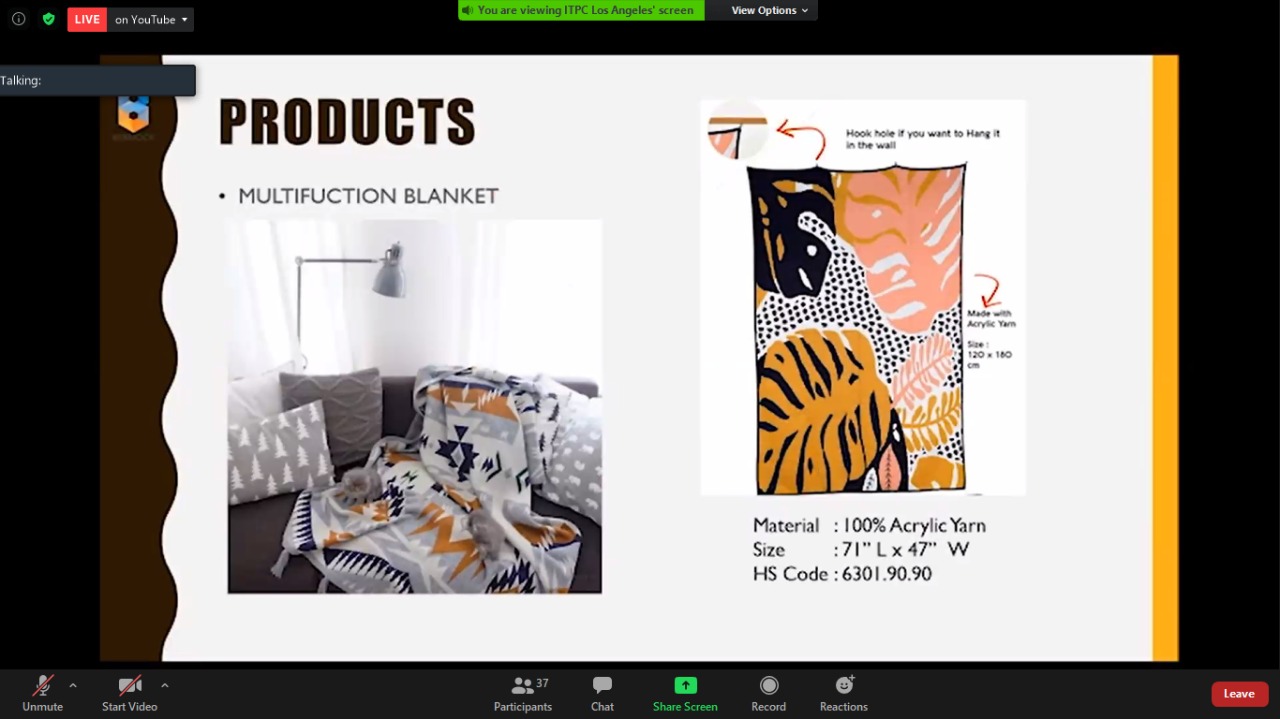 LIVE on YouTube
You are viewing ITPC Los Angeles' screen View Options
Talking:
PRODUCTS
• MULTIFUCTION BLANKET
Hook hole if you want to Hang it
in the wall
Made with
Acrylic Yarn
Size :
120 x 180
cm
Material : 100% Acrylic Yarn
Size : 71" L x 47" W
HS Code : 6301.90.90
Unmute
Start Video
Participants 37
Chat
Share Screen
Record
Reactions
Leave